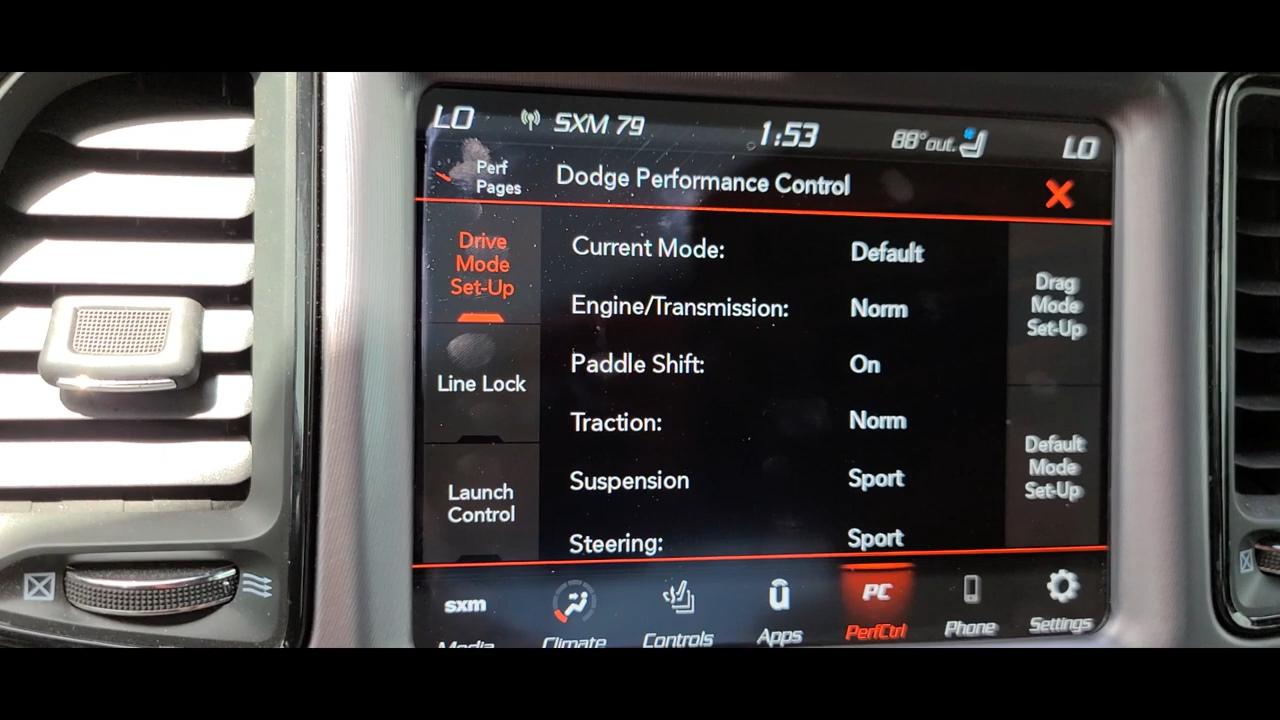 LO SXM 79 1:53 88° out. LO
Perf
Pages
Dodge Performance Control
Drive
Mode
Set-Up
Line Lock
Launch
Control
Current Mode: Default
Engine/Transmission: Norm
Paddle Shift: On
Traction: Norm
Suspension Sport
Steering: Sport
Drag
Mode
Set-Up
Default
Mode
Set-Up
sxm
Media
Climate
Controls
Apps
PC
PerfCtrl
Phone
Settings